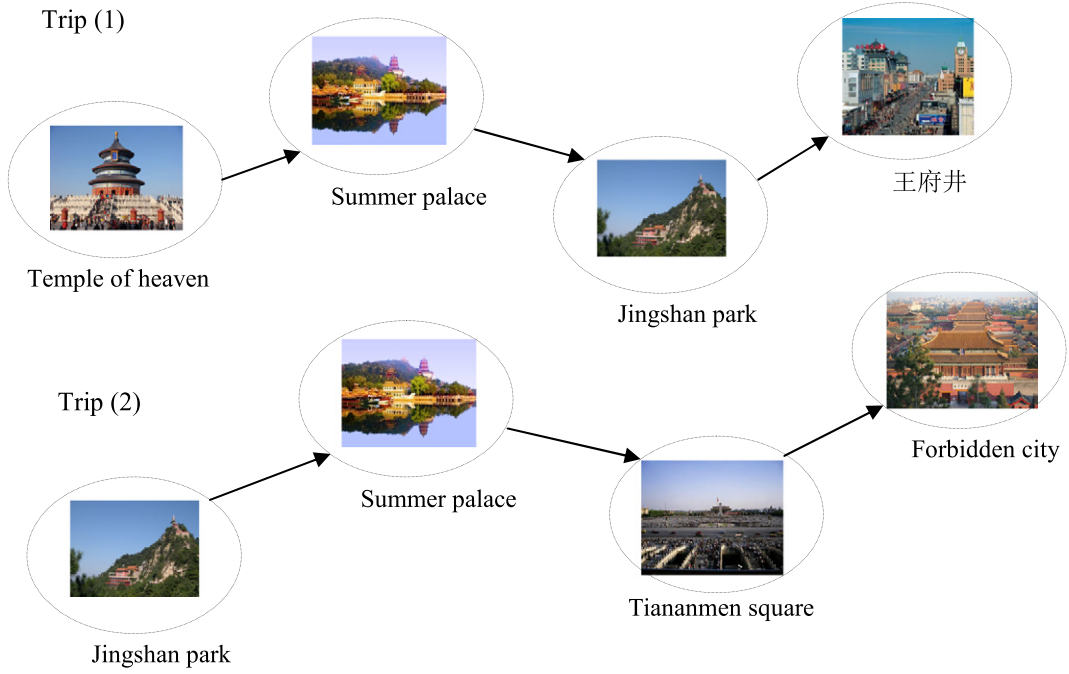 Trip (1)
Temple of heaven
Summer palace
Jingshan park
王府井
Trip (2)
Jingshan park
Summer palace
Tiananmen square
Forbidden city